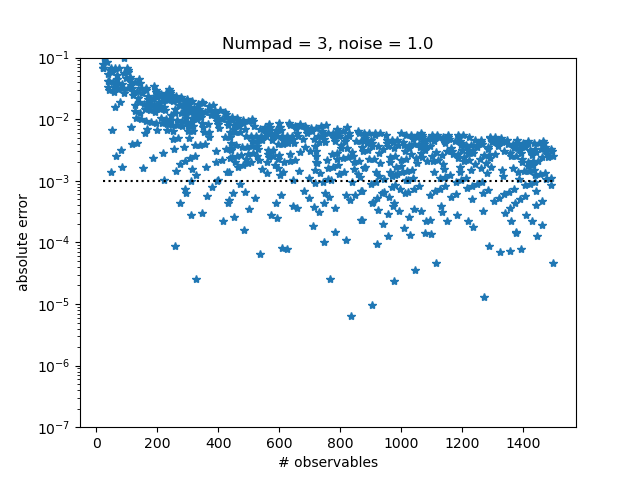 Numpad = 3, noise = 1.0
10⁻¹
10⁻²
10⁻³
10⁻⁴
10⁻⁵
10⁻⁶
10⁻⁷
absolute error
0 200 400 600 800 1000 1200 1400
# observables